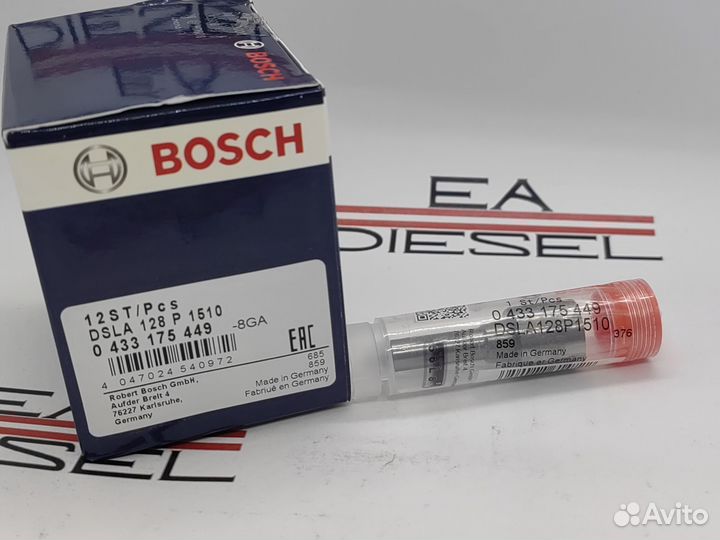 DIESEL
BOSCH
BOSCH
12ST/Pcs
DSLA 128 P 1510
0 433 175 449
-8GA
4 047024 540972
EAC
685
859
Robert Bosch GmbH,
Aufder Breit 4
76227 Karlsruhe,
Germany
Made in Germany
Fabriqué en Germany
EA
DIESEL
1 St/Pcs
0 433 175 449
DSLA128P1510
859
376
Made in Germany
Fabrique en Germany
EA
DIESEL
Avito